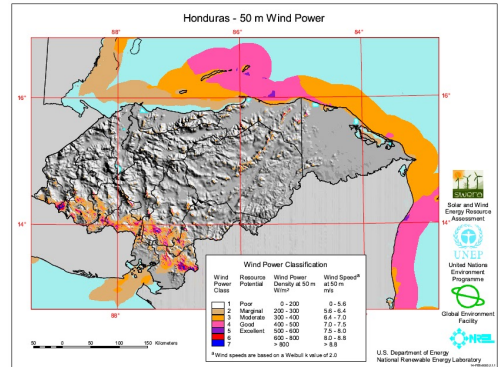 Honduras - 50 m Wind Power
88° 86° 84°
16° 16°
14° 14°
88°
50 0 50 100 150 Kilometers
Wind Power Classification
Wind Power Class Resource Potential Wind Power Density at 50 m W/m² Wind Speedᵃ at 50 m m/s
1 Poor 0 - 200 0 - 5.6
2 Marginal 200 - 300 5.6 - 6.4
3 Moderate 300 - 400 6.4 - 7.0
4 Good 400 - 500 7.0 - 7.5
5 Excellent 500 - 600 7.5 - 8.0
6 600 - 800 8.0 - 8.8
7 > 800 > 8.8
ᵃ Wind speeds are based on a Weibull k value of 2.0
swera
Solar and Wind
Energy Resource
Assessment
UNEP
United Nations
Environment
Programme
Global Environment
Facility
NREL
U.S. Department of Energy
National Renewable Energy Laboratory